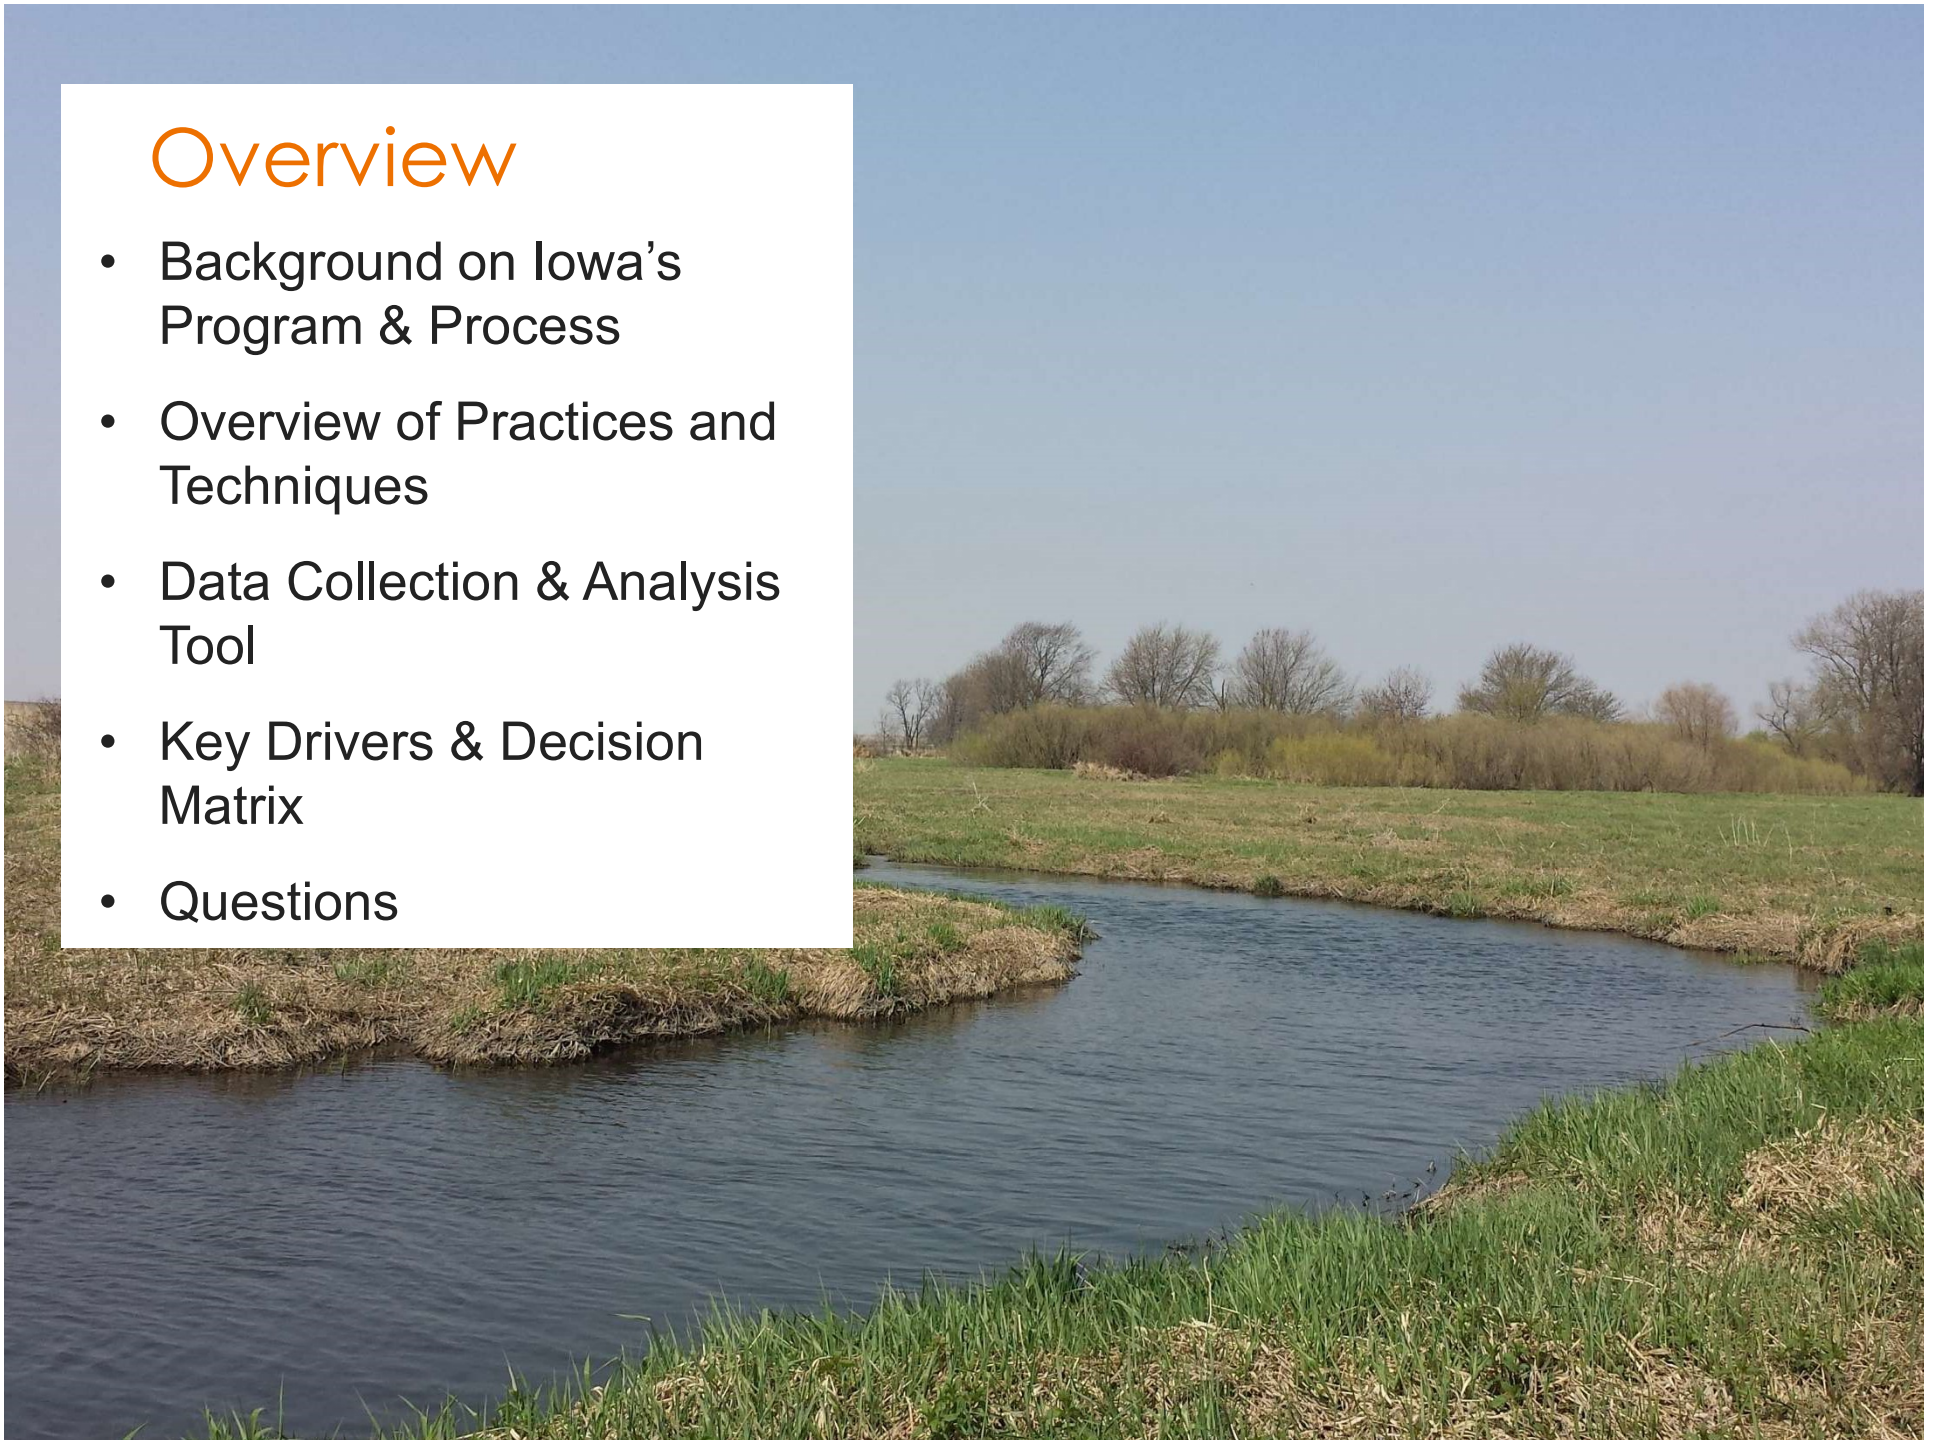 Overview
• Background on Iowa’s
Program & Process
• Overview of Practices and
Techniques
• Data Collection & Analysis
Tool
• Key Drivers & Decision
Matrix
• Questions